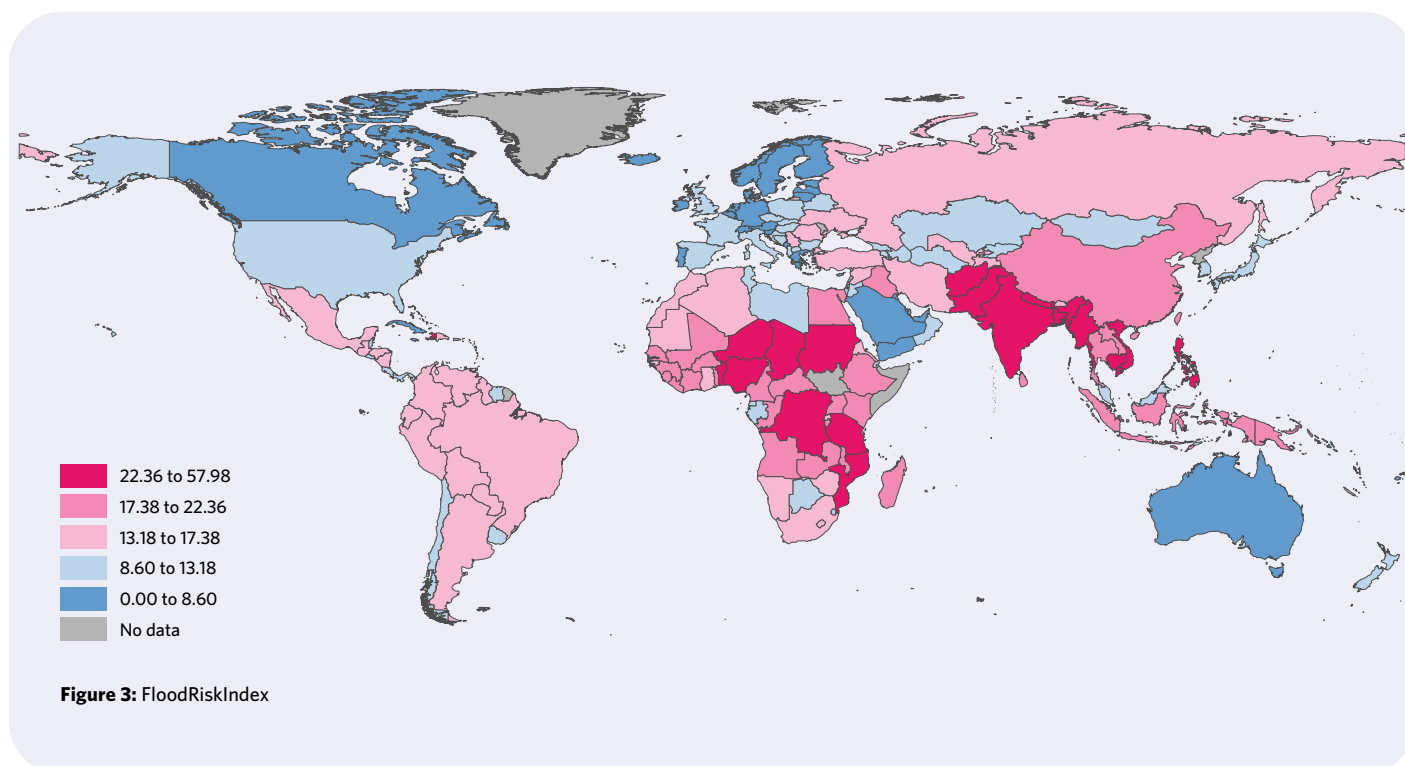 22.36 to 57.98
17.38 to 22.36
13.18 to 17.38
8.60 to 13.18
0.00 to 8.60
No data
Figure 3: FloodRiskIndex